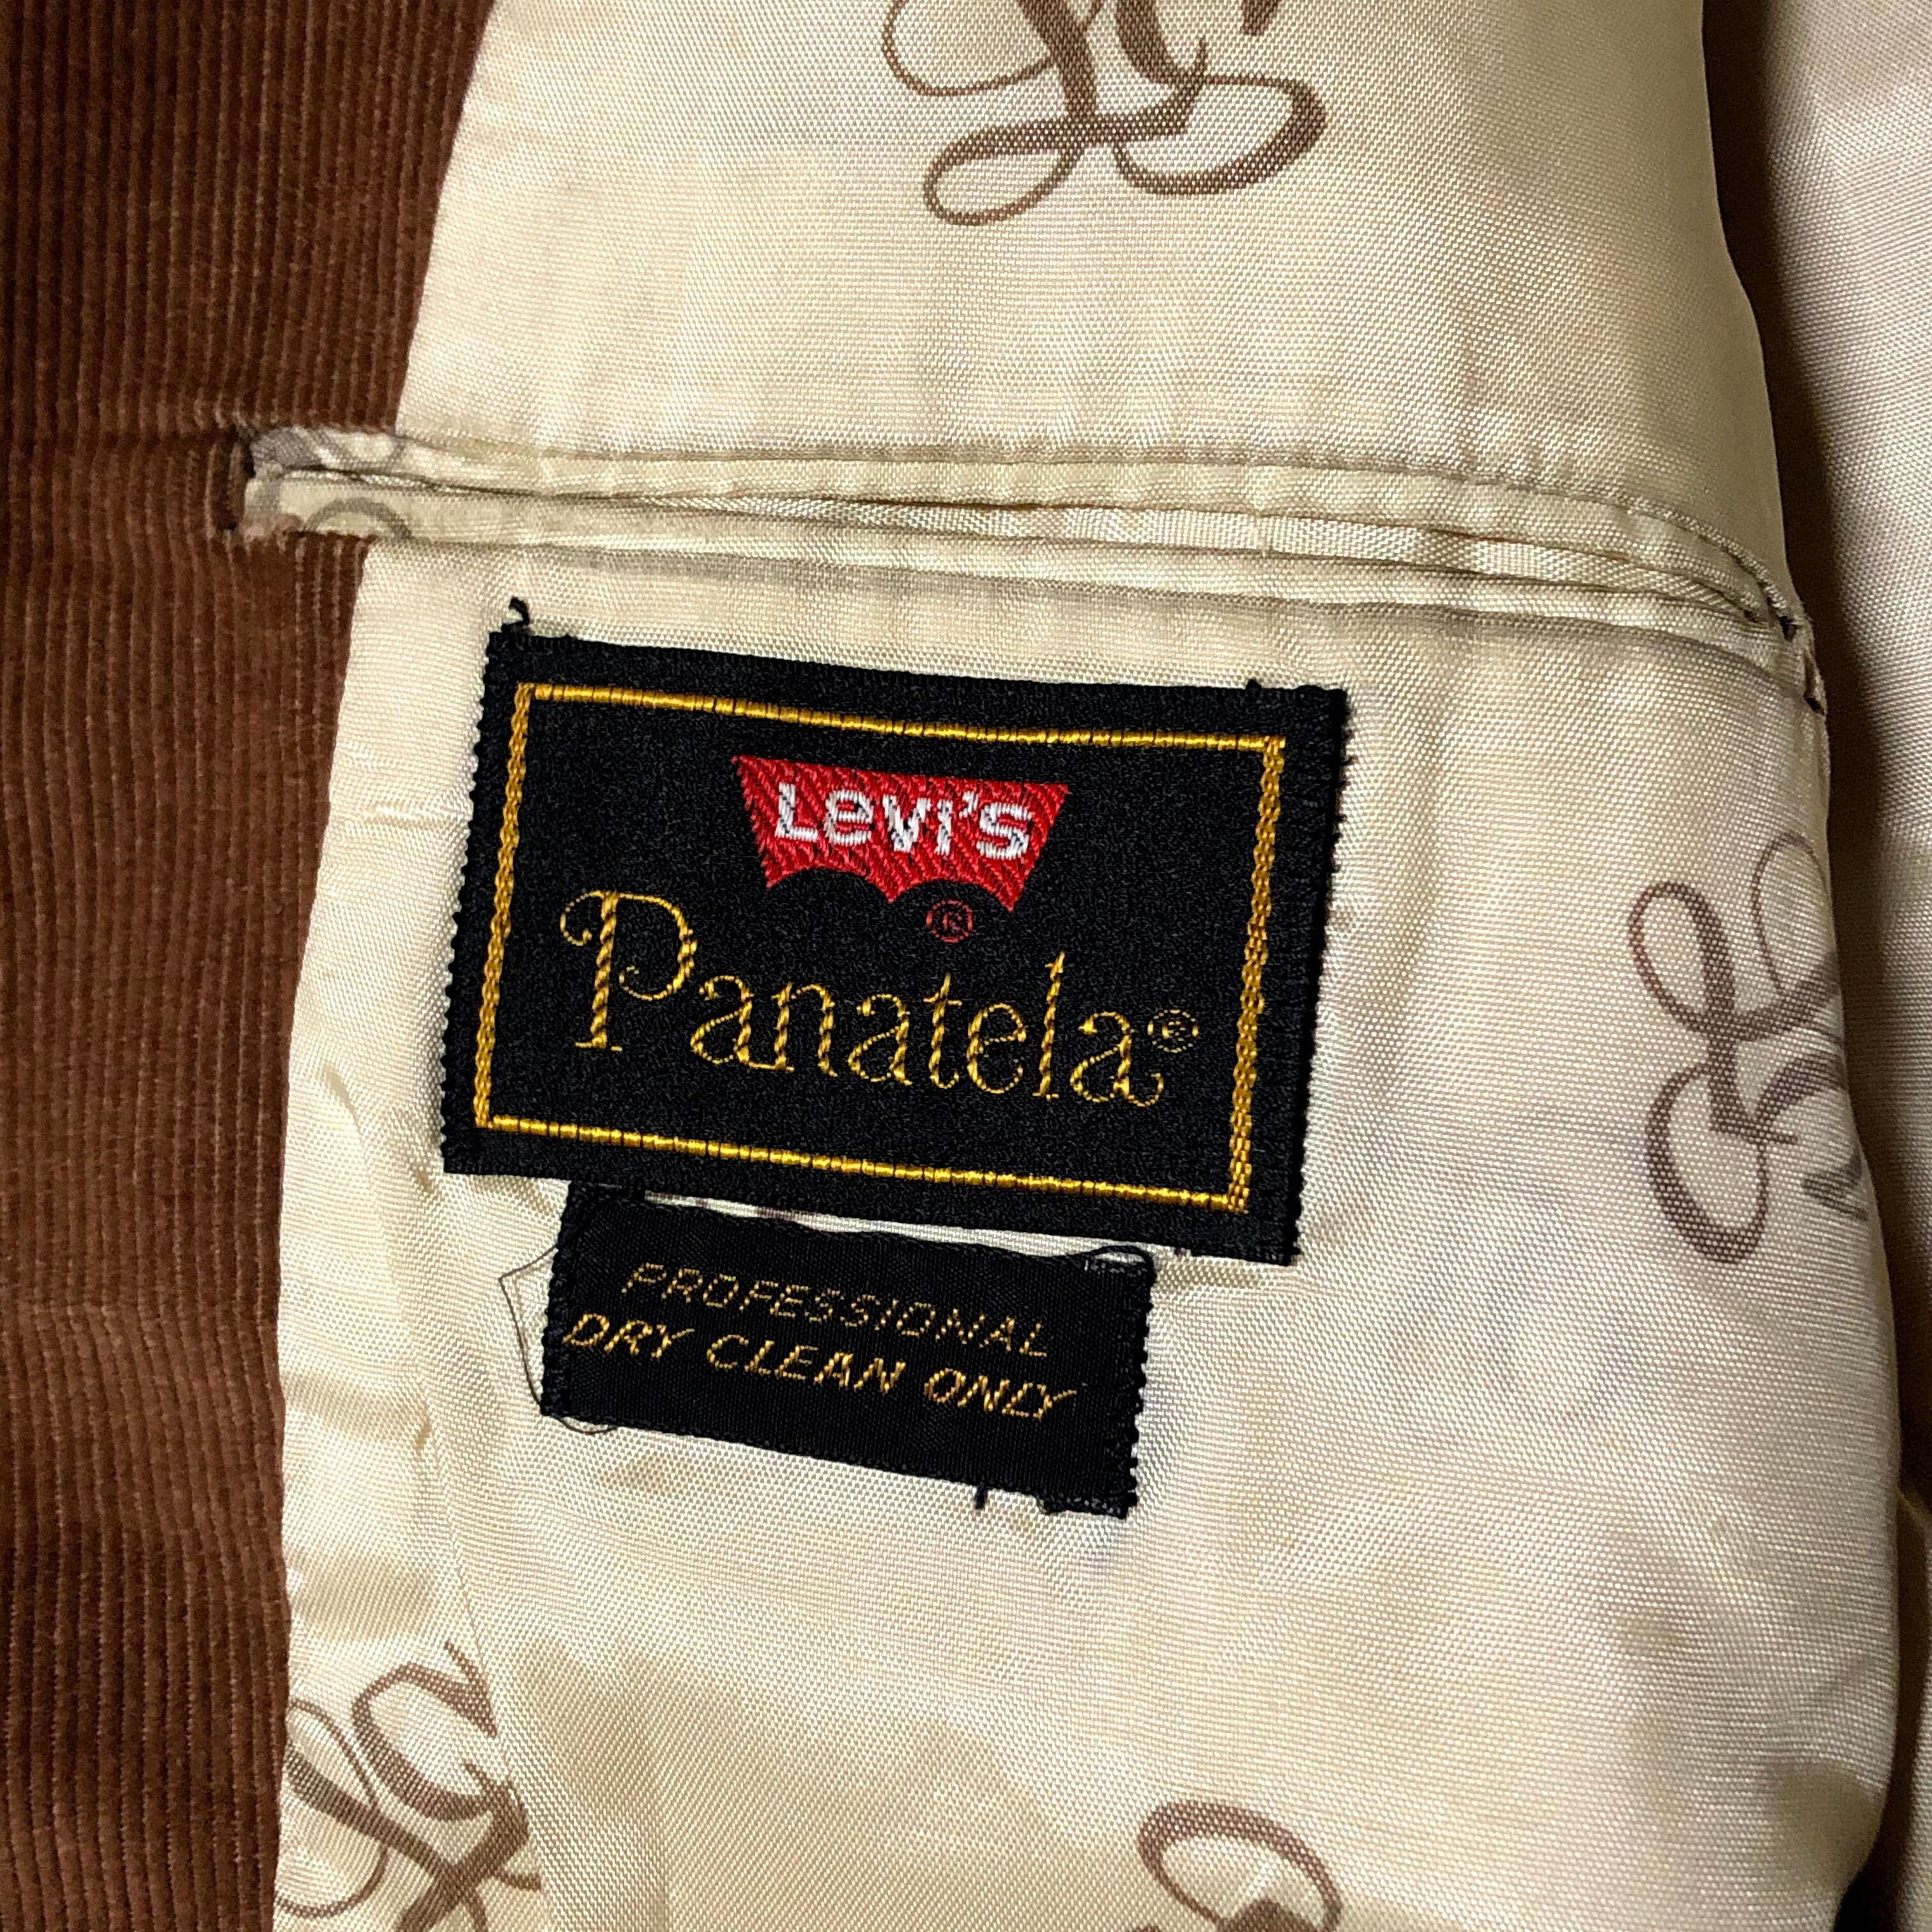 Levi's
®
Panatela®
PROFESSIONAL
DRY CLEAN ONLY